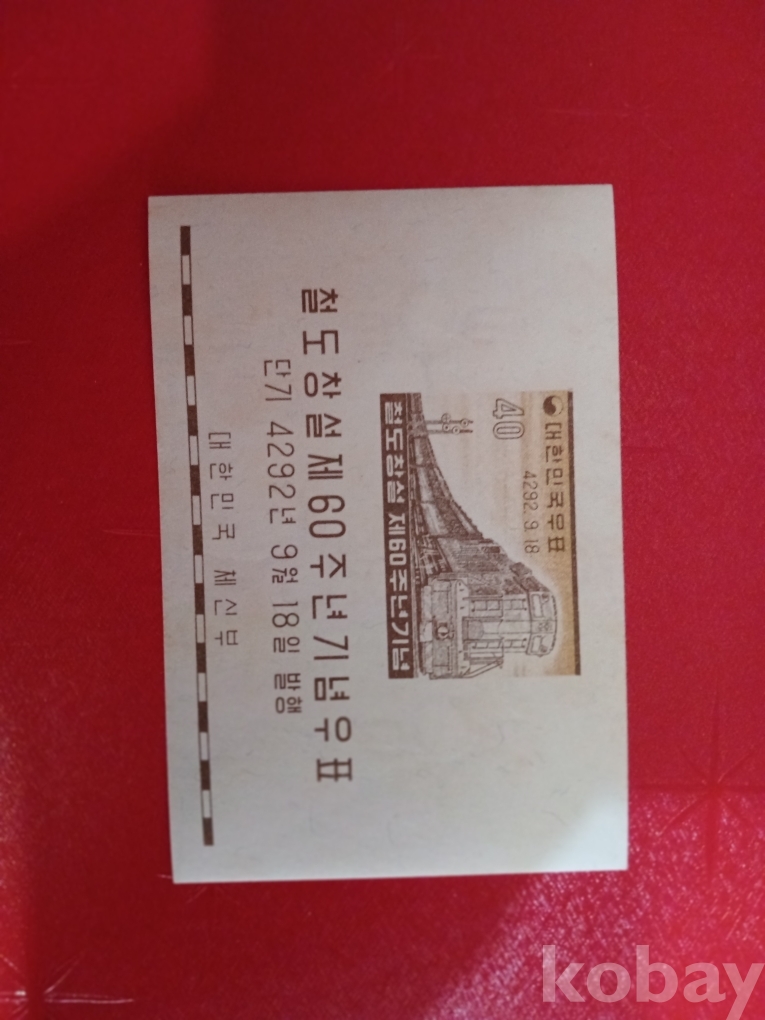 대한민국우표
4292. 9. 18
40
철도창설 제60주년기념
철도창설제60주년기념우표
단기 4292년 9월 18일 발행
대한민국 체신부
kobay